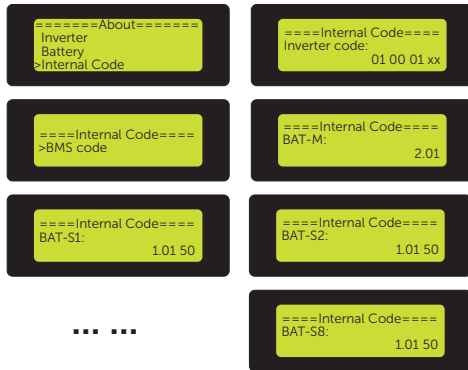 =======About=======
Inverter
Battery
>Internal Code
====Internal Code====
Inverter code:
01 00 01 xx
====Internal Code====
>BMS code
====Internal Code====
BAT-M:
2.01
====Internal Code====
BAT-S1:
1.01 50
====Internal Code====
BAT-S2:
1.01 50
... ...
====Internal Code====
BAT-S8:
1.01 50